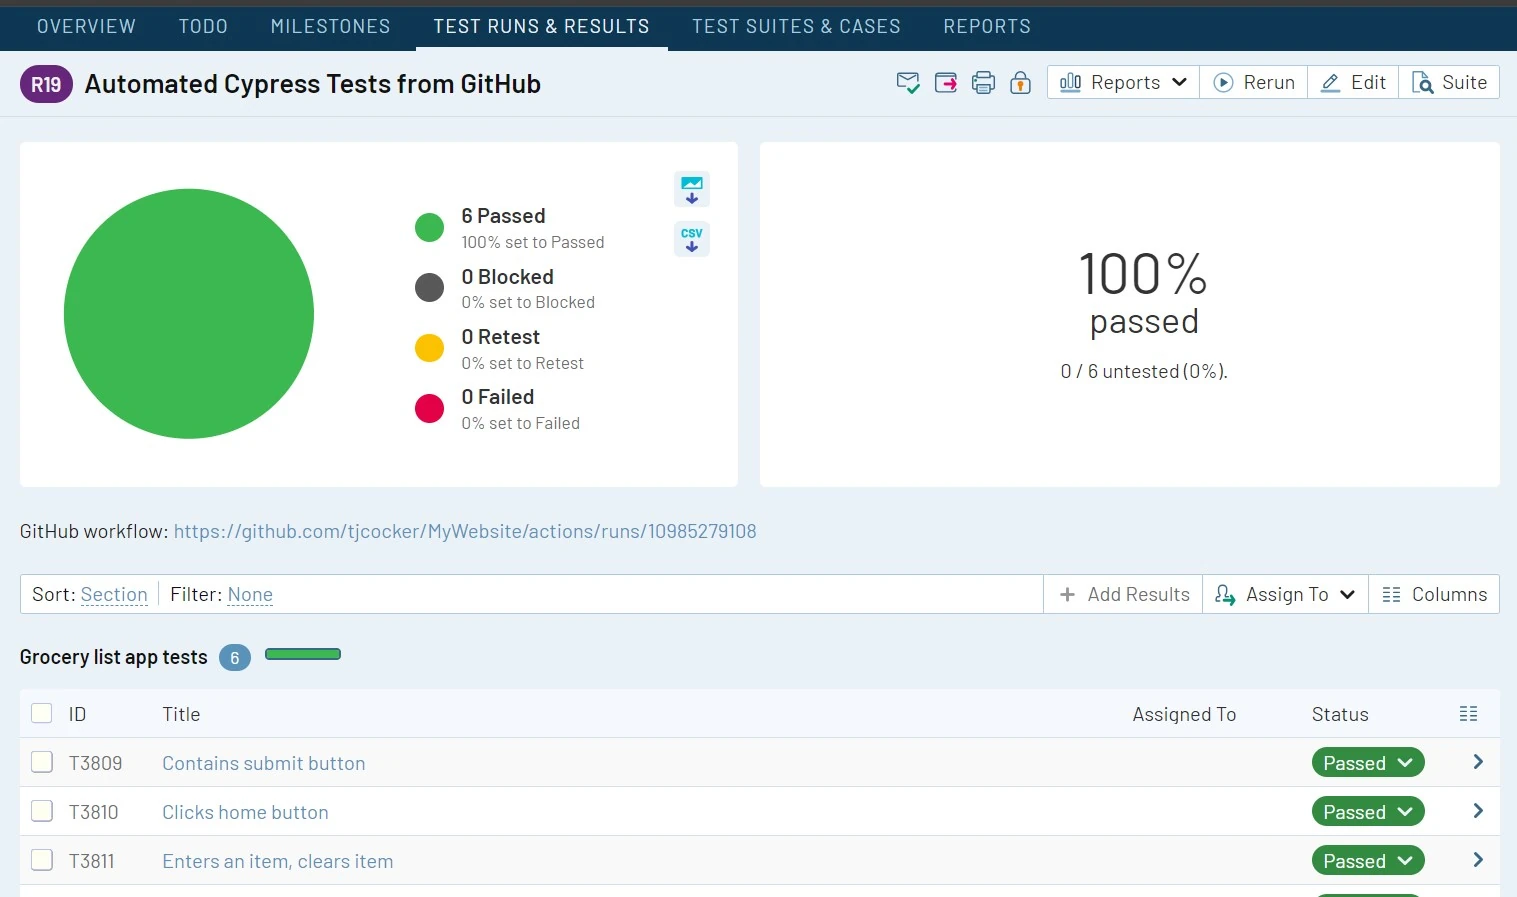 OVERVIEW TODO MILESTONES TEST RUNS & RESULTS TEST SUITES & CASES REPORTS
R19 Automated Cypress Tests from GitHub Reports Rerun Edit Suite
6 Passed
100% set to Passed
0 Blocked
0% set to Blocked
0 Retest
0% set to Retest
0 Failed
0% set to Failed
CSV
100%
passed
0 / 6 untested (0%).
GitHub workflow: https://github.com/tjcocker/MyWebsite/actions/runs/10985279108
Sort: Section Filter: None + Add Results Assign To Columns
Grocery list app tests 6
ID Title Assigned To Status
T3809 Contains submit button Passed
T3810 Clicks home button Passed
T3811 Enters an item, clears item Passed